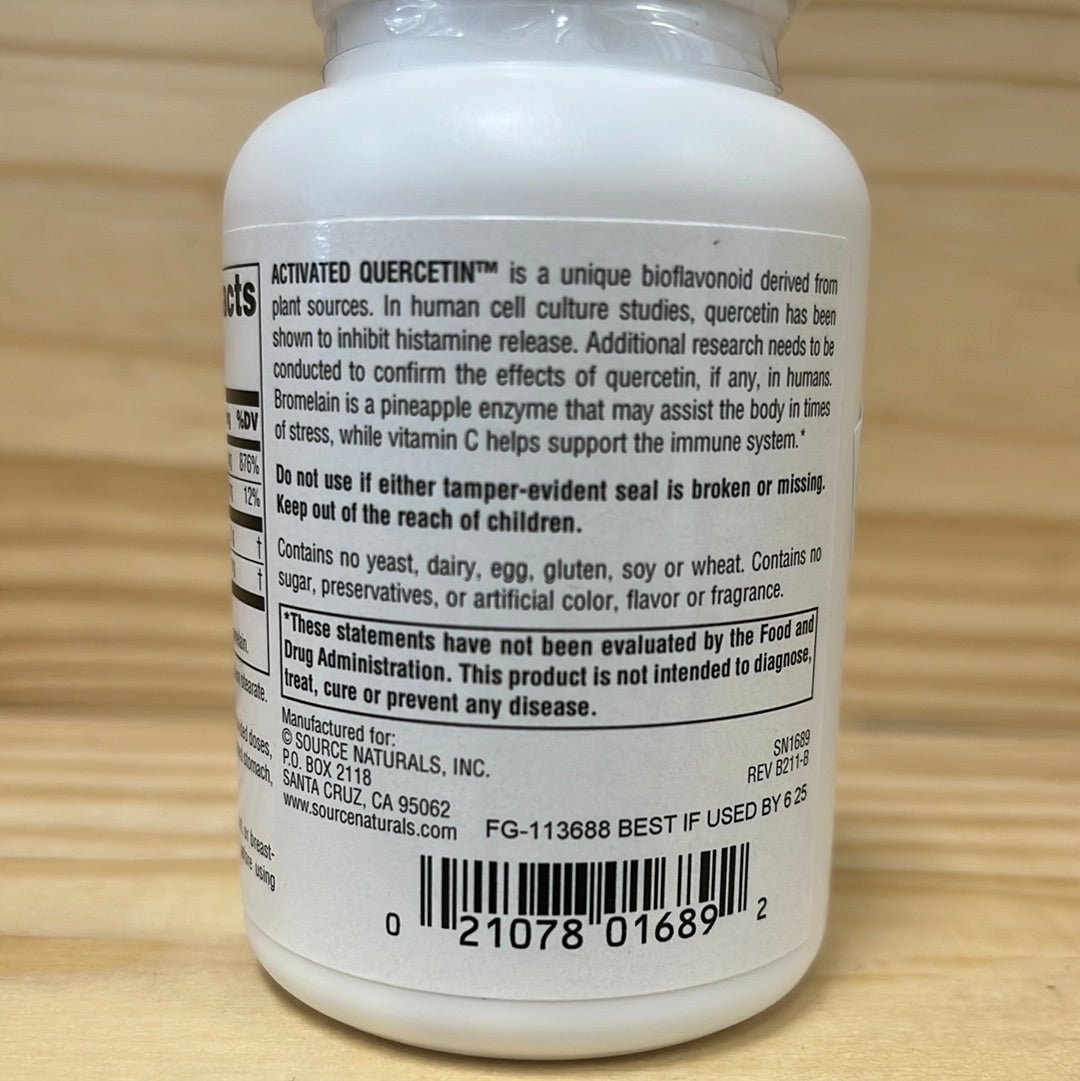 acts
%DV
876%
12%
†
†
stearate.
doses,
stomach,
or breast-
using
ACTIVATED QUERCETIN™ is a unique bioflavonoid derived from
plant sources. In human cell culture studies, quercetin has been
shown to inhibit histamine release. Additional research needs to be
conducted to confirm the effects of quercetin, if any, in humans.
Bromelain is a pineapple enzyme that may assist the body in times
of stress, while vitamin C helps support the immune system.*
Do not use if either tamper-evident seal is broken or missing.
Keep out of the reach of children.
Contains no yeast, dairy, egg, gluten, soy or wheat. Contains no
sugar, preservatives, or artificial color, flavor or fragrance.
*These statements have not been evaluated by the Food and
Drug Administration. This product is not intended to diagnose,
treat, cure or prevent any disease.
Manufactured for:
© SOURCE NATURALS, INC.
P.O. BOX 2118
SANTA CRUZ, CA 95062
www.sourcenaturals.com
SN1689
REV B211-B
FG-113688 BEST IF USED BY 6 25
0 21078 01689 2